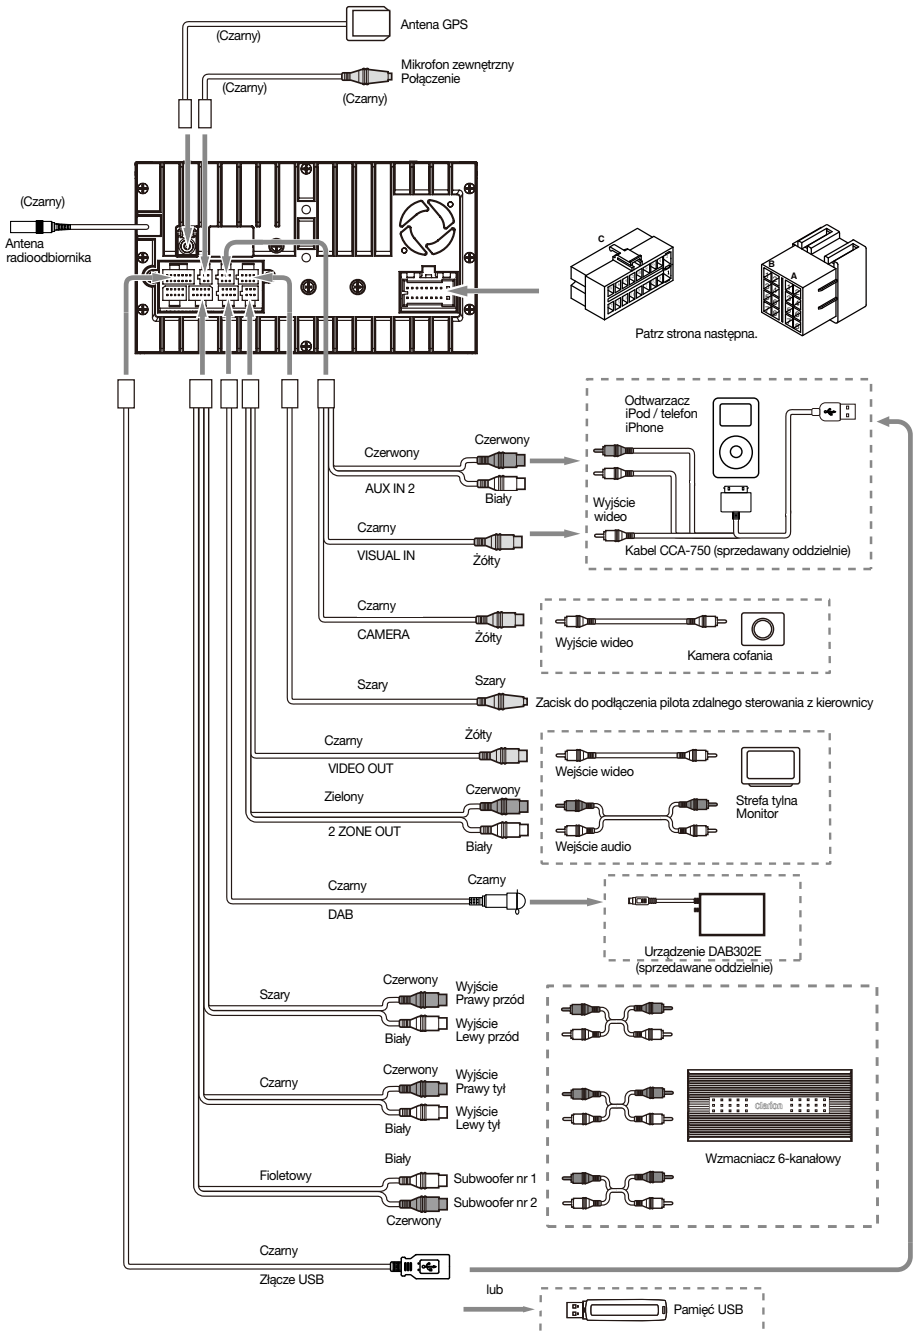 Antena GPS
(Czarny)
Mikrofon zewnętrzny
Połączenie
(Czarny)
(Czarny)
(Czarny)
Antena
radioodbiornika
C
B
A
Patrz strona następna.
Odtwarzacz
iPod / telefon
iPhone
Czerwony
Czerwony
AUX IN 2
Biały
Wyjście
wideo
Czarny
VISUAL IN
Żółty
Kabel CCA-750 (sprzedawany oddzielnie)
Czarny
CAMERA
Żółty
Wyjście wideo
Kamera cofania
Szary
Szary
Zacisk do podłączenia pilota zdalnego sterowania z kierownicy
Czarny
Żółty
VIDEO OUT
Wejście wideo
Zielony
Czerwony
Strefa tylna
Monitor
2 ZONE OUT
Biały
Wejście audio
Czarny
Czarny
DAB
Urządzenie DAB302E
(sprzedawane oddzielnie)
Szary
Czerwony
Wyjście
Prawy przód
Biały
Wyjście
Lewy przód
Czarny
Czerwony
Wyjście
Prawy tył
Biały
Wyjście
Lewy tył
clarion
Wzmacniacz 6-kanałowy
Fioletowy
Biały
Subwoofer nr 1
Subwoofer nr 2
Czerwony
Czarny
Złącze USB
lub
Pamięć USB